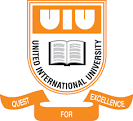 UIU
UNITED INTERNATIONAL UNIVERSITY
QUEST
FOR
EXCELLENCE